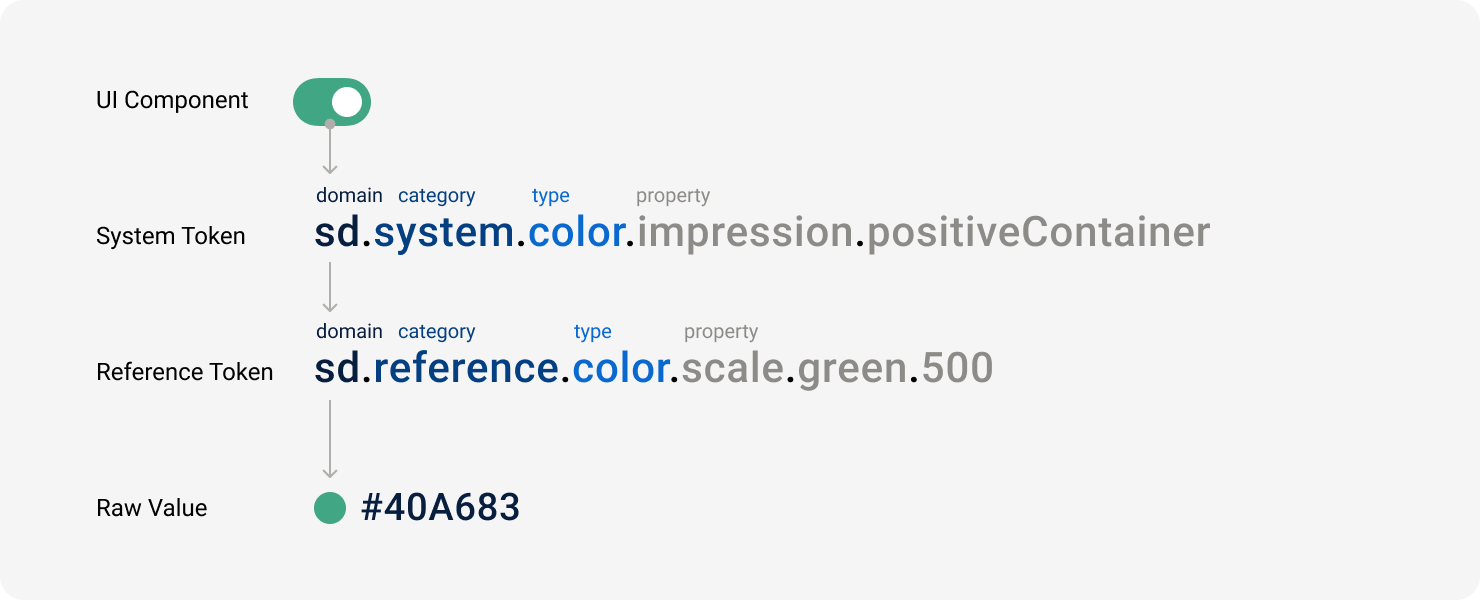 UI Component
domain category type property
System Token sd.system.color.impression.positiveContainer
domain category type property
Reference Token sd.reference.color.scale.green.500
Raw Value #40A683